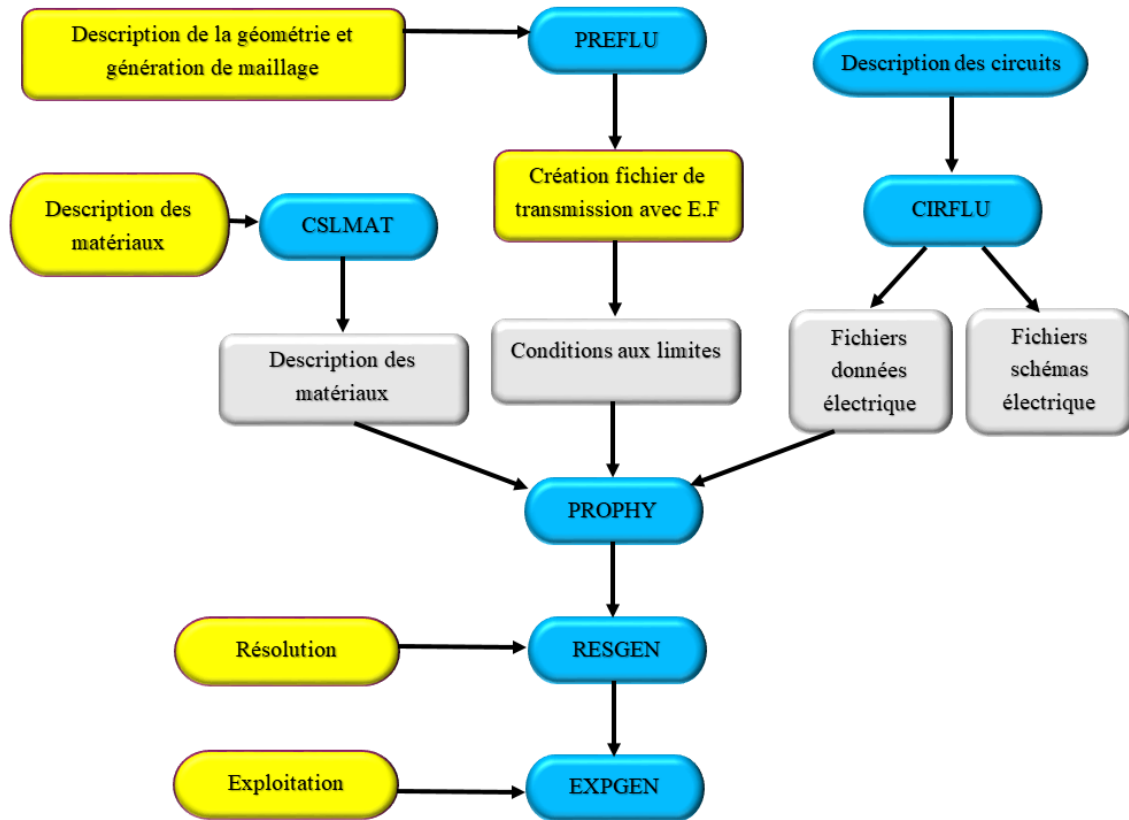 Description de la géométrie et
génération de maillage
PREFLU
Description des circuits
Description des
matériaux
CSLMAT
Création fichier de
transmission avec E.F
CIRFLU
Description des
matériaux
Conditions aux limites
Fichiers
données
électrique
Fichiers
schémas
électrique
PROPHY
Résolution
RESGEN
Exploitation
EXPGEN